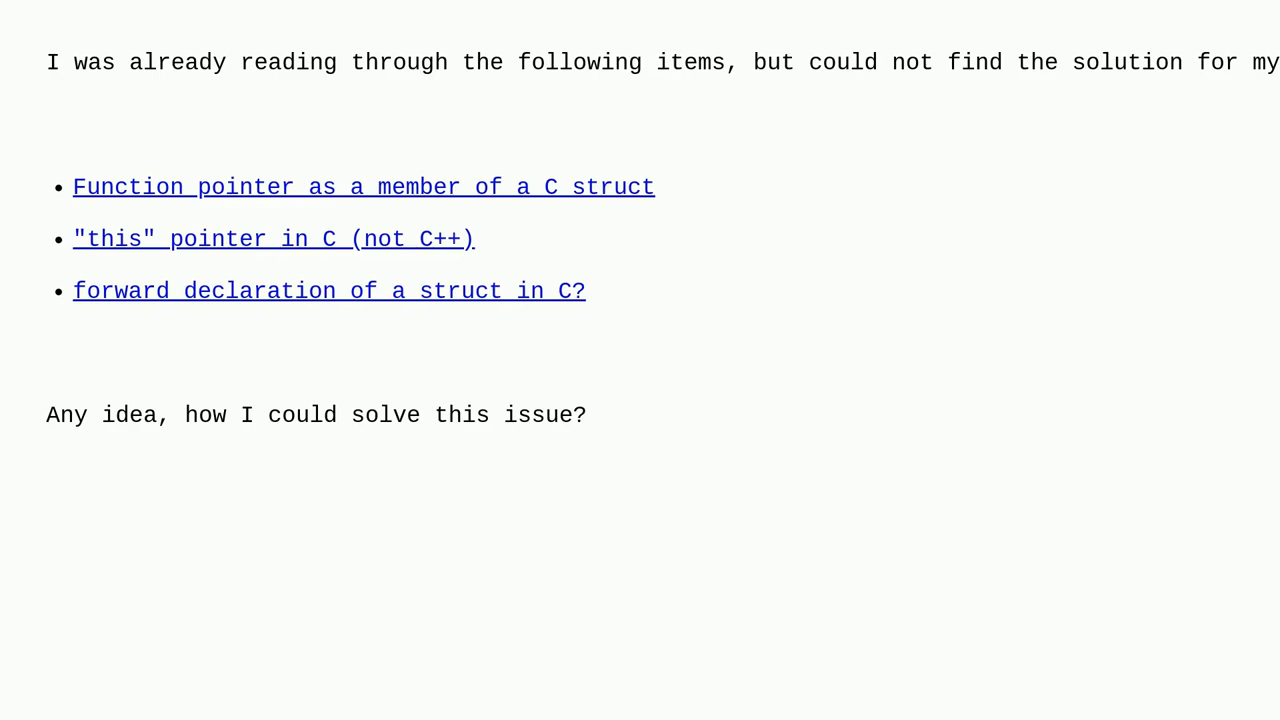 I was already reading through the following items, but could not find the solution for my
• Function pointer as a member of a C struct
• "this" pointer in C (not C++)
• forward declaration of a struct in C?
Any idea, how I could solve this issue?